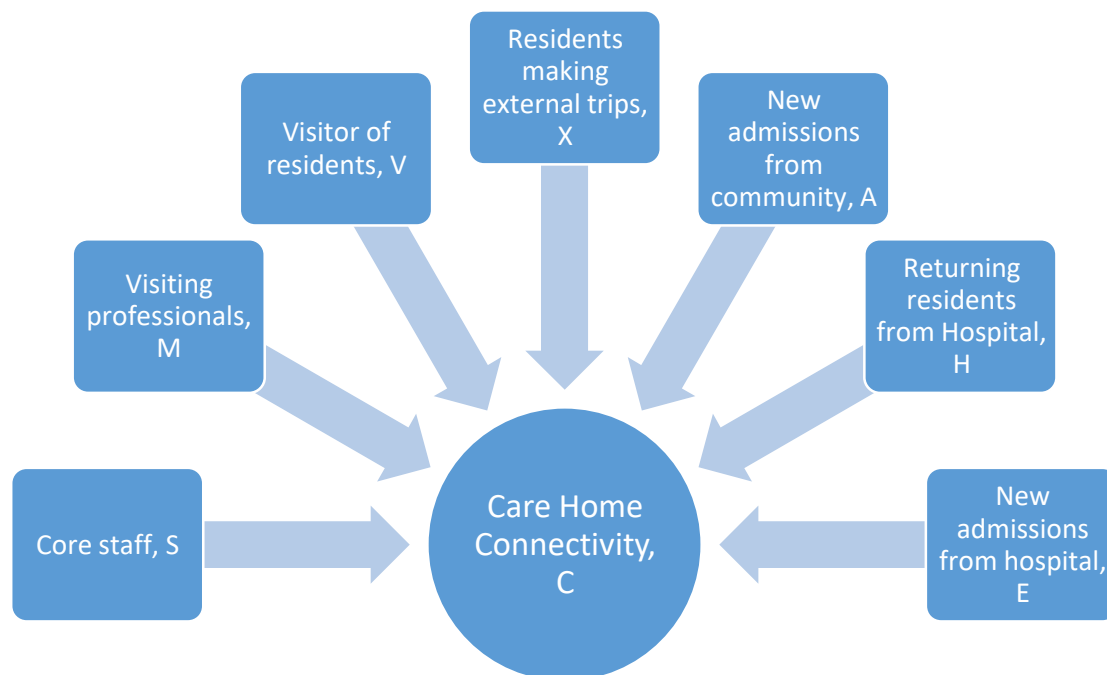 Residents
making
external trips,
X
Visitor of
residents, V
New
admissions
from
community, A
Visiting
professionals,
M
Returning
residents
from Hospital,
H
Core staff, S
Care Home
Connectivity,
C
New
admissions
from hospital,
E